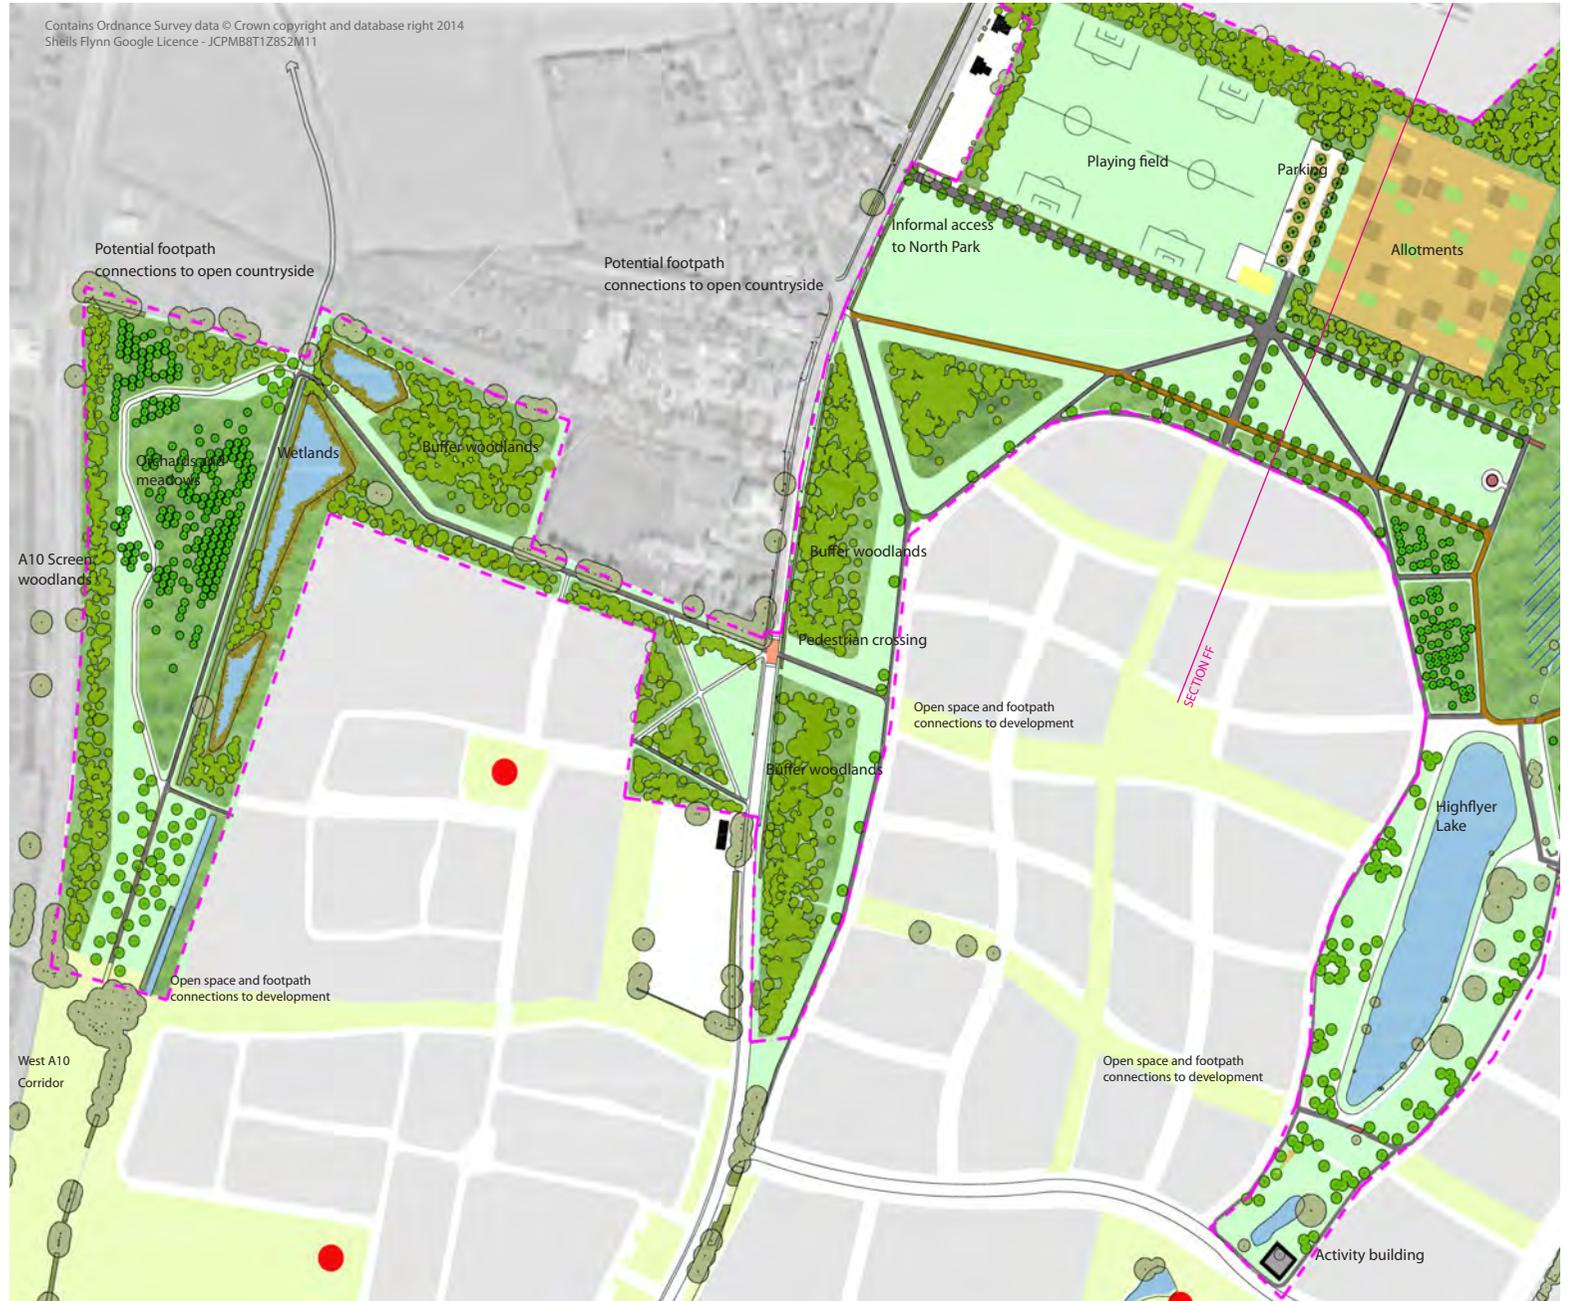 Contains Ordnance Survey data © Crown copyright and database right 2014
Sheils Flynn Google Licence - JCPMB8T1Z8S2M11
Playing field
Parking
Informal access
to North Park
Allotments
Potential footpath
connections to open countryside
Potential footpath
connections to open countryside
Orchards and
meadows
Wetlands
Buffer woodlands
A10 Screen
woodlands
Buffer woodlands
Pedestrian crossing
SECTION FF
Open space and footpath
connections to development
Buffer woodlands
Highflyer
Lake
Open space and footpath
connections to development
West A10
Corridor
Open space and footpath
connections to development
Activity building